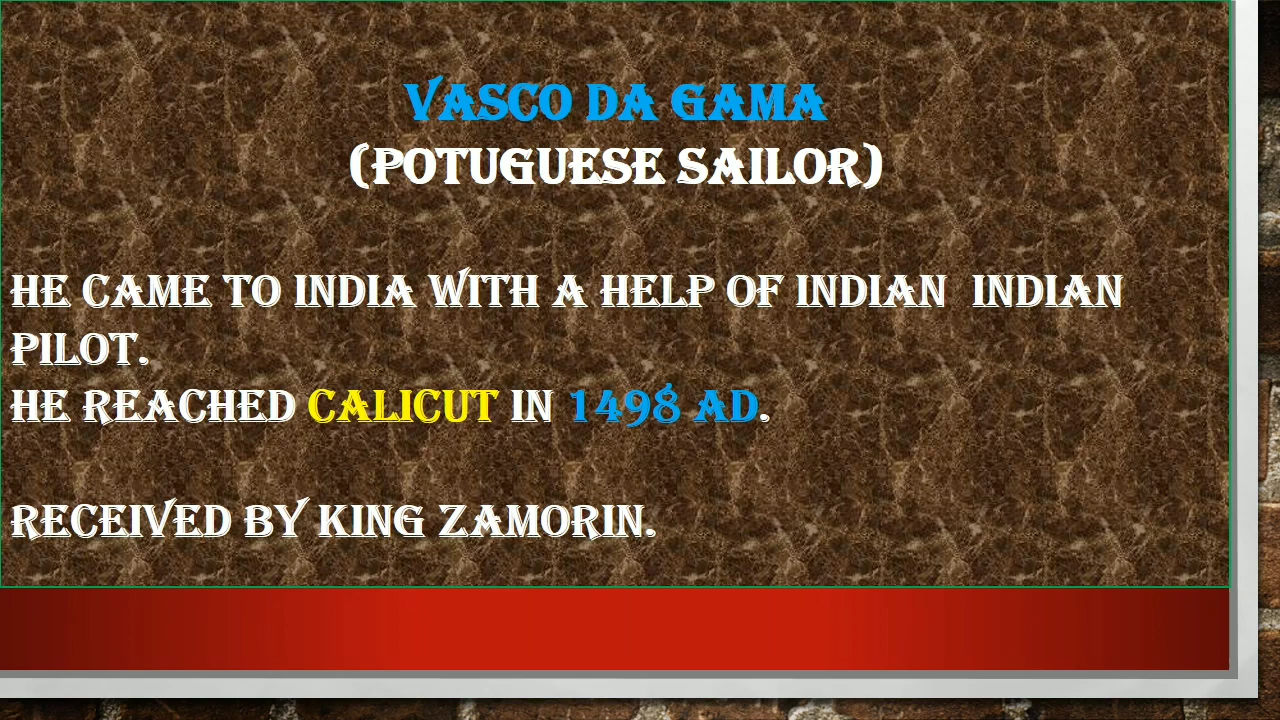 VASCO DA GAMA
(POTUGUESE SAILOR)
HE CAME TO INDIA WITH A HELP OF INDIAN  INDIAN
PILOT.
HE REACHED CALICUT IN 1498 AD.
RECEIVED BY KING ZAMORIN.